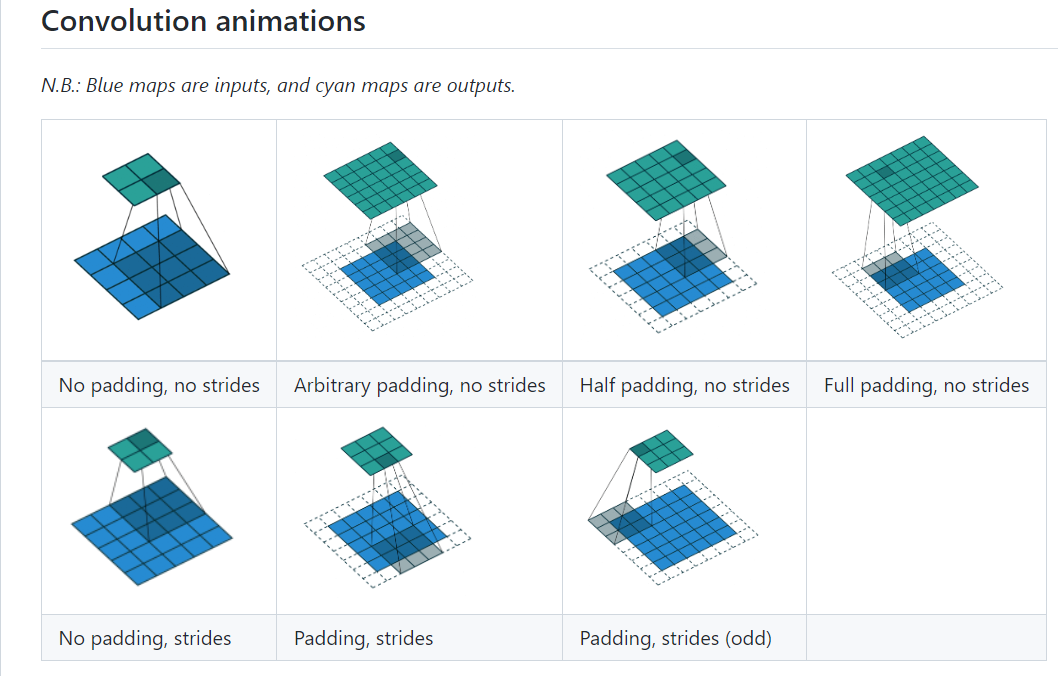 Convolution animations
N.B.: Blue maps are inputs, and cyan maps are outputs.
No padding, no strides
Arbitrary padding, no strides
Half padding, no strides
Full padding, no strides
No padding, strides
Padding, strides
Padding, strides (odd)